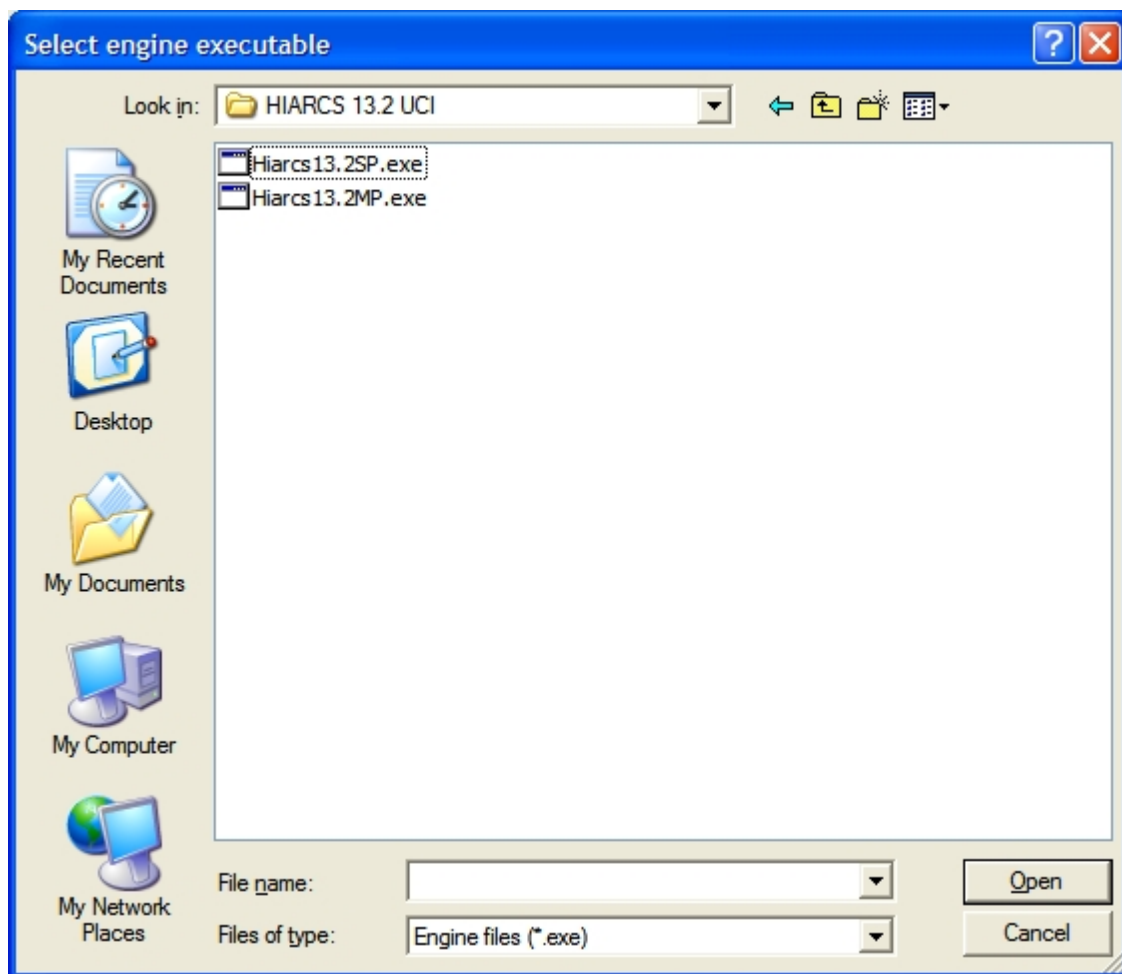 Select engine executable
Look in: HIARCS 13.2 UCI
Hiarcs13.2SP.exe
Hiarcs13.2MP.exe
My Recent
Documents
Desktop
My Documents
My Computer
My Network
Places
File name:
Open
Files of type: Engine files (*.exe)
Cancel